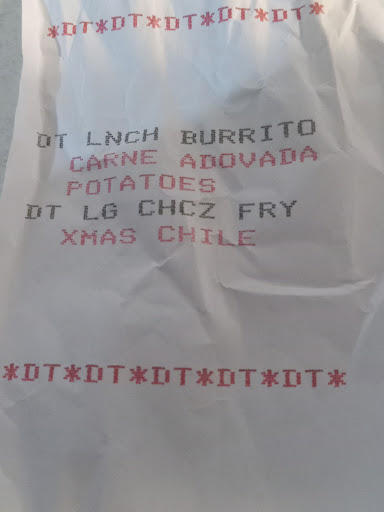 *DT*DT*DT*DT*DT*
DT LNCH BURRITO
CARNE ADOVADA
POTATOES
DT LG CHCZ FRY
XMAS CHILE
*DT*DT*DT*DT*DT*